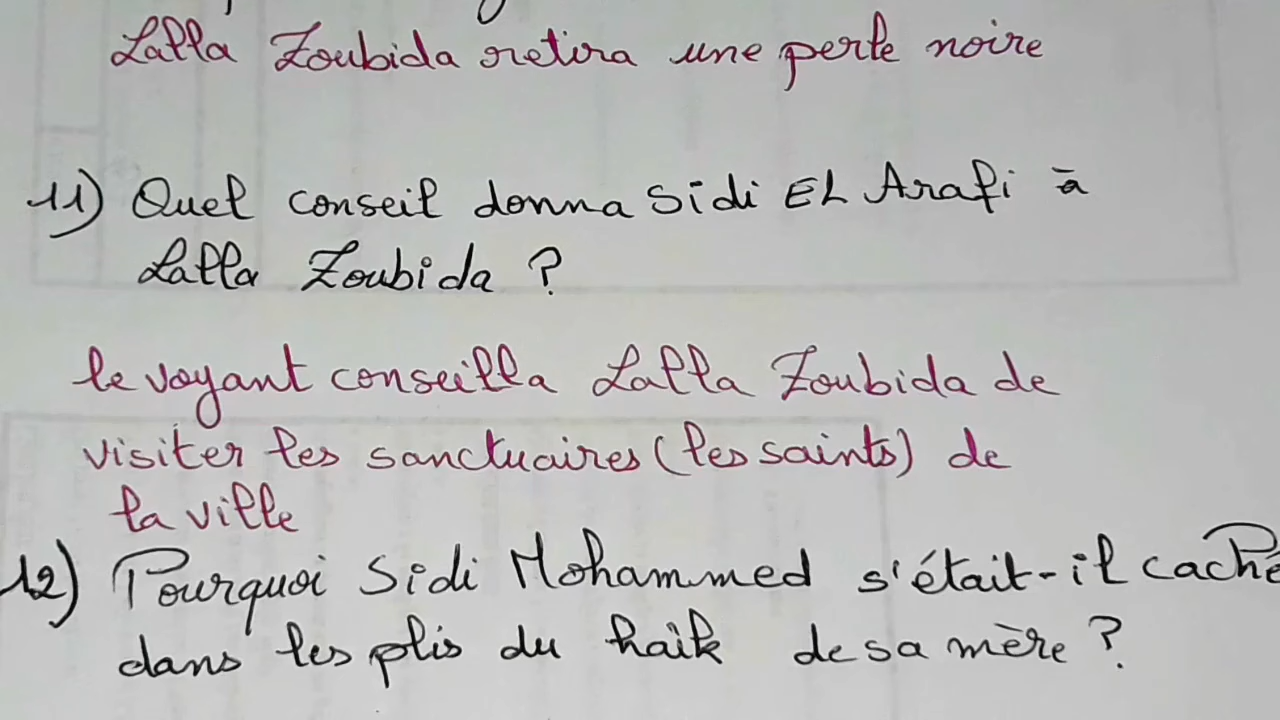 Lalla Zoubida retira une perle noire
11) Quel conseil donna Sidi EL Arafi à
Lalla Zoubida ?
le voyant conseilla Lalla Zoubida de
visiter les sanctuaires (les saints) de
la ville
12) Pourquoi Sidi Mohammed s'était-il caché
dans les plis du haïk de sa mère ?